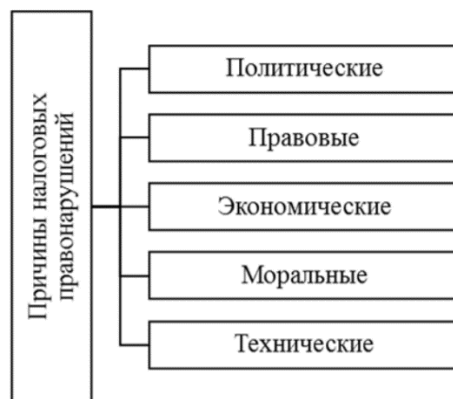 Причины налоговых
правонарушений
Политические
Правовые
Экономические
Моральные
Технические